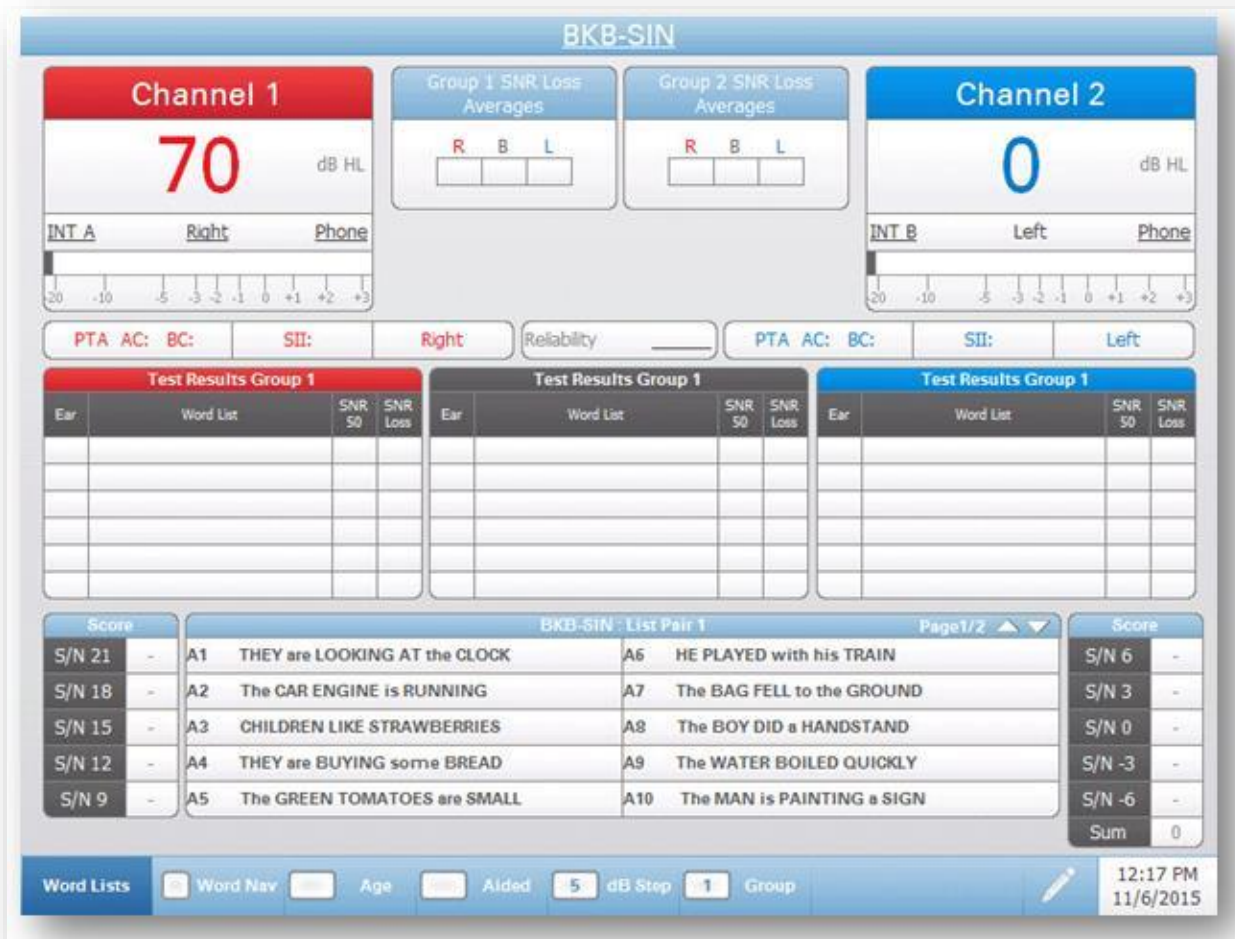 BKB-SIN
Channel 1
70 dB HL
INT A Right Phone
-20 -10 -5 -3 -2 -1 0 +1 +2 +3
Group 1 SNR Loss
Averages
R B L
Group 2 SNR Loss
Averages
R B L
Channel 2
0 dB HL
INT B Left Phone
-20 -10 -5 -3 -2 -1 0 +1 +2 +3
PTA AC: BC: SII: Right
Reliability
PTA AC: BC: SII: Left
Test Results Group 1
Ear Word List SNR 50 SNR Loss
Test Results Group 1
Ear Word List SNR 50 SNR Loss
Test Results Group 1
Ear Word List SNR 50 SNR Loss
Score
S/N 21 -
S/N 18 -
S/N 15 -
S/N 12 -
S/N 9 -
BKB-SIN : List Pair 1 Page1/2
A1 THEY are LOOKING AT the CLOCK
A2 The CAR ENGINE is RUNNING
A3 CHILDREN LIKE STRAWBERRIES
A4 THEY are BUYING some BREAD
A5 The GREEN TOMATOES are SMALL
A6 HE PLAYED with his TRAIN
A7 The BAG FELL to the GROUND
A8 The BOY DID a HANDSTAND
A9 The WATER BOILED QUICKLY
A10 The MAN is PAINTING a SIGN
Score
S/N 6 -
S/N 3 -
S/N 0 -
S/N -3 -
S/N -6 -
Sum 0
Word Lists Word Nav Age Aided 5 dB Step 1 Group
12:17 PM
11/6/2015